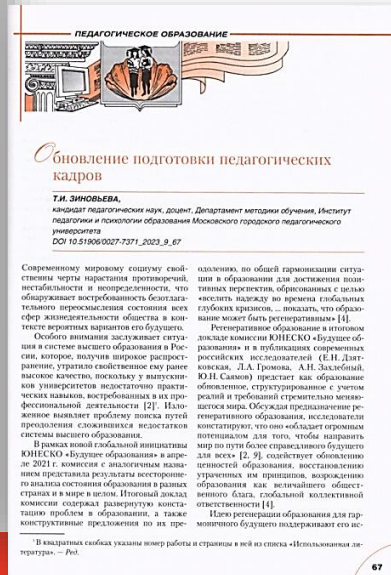 ПЕДАГОГИЧЕСКОЕ ОБРАЗОВАНИЕ
Обновление подготовки педагогических
кадров
Т.И. ЗИНОВЬЕВА,
кандидат педагогических наук, доцент, Департамент методики обучения, Институт
педагогики и психологии образования Московского городского педагогического
университета
DOI 10.51906/0027-7371_2023_9_67
Современному мировому социуму свой-
ственны черты нарастания противоречий,
нестабильности и неопределенности, что
обнаруживает востребованность безотлага-
тельного переосмысления состояния всех
сфер жизнедеятельности общества в кон-
тексте вероятных вариантов его будущего.
Особого внимания заслуживает ситуа-
ция в системе высшего образования в Рос-
сии, которое, получив широкое распрост-
ранение, утратило свойственное ему ранее
высокое качество, поскольку у выпускни-
ков университетов недостаточно практи-
ческих навыков, востребованных в их про-
фессиональной деятельности [2]¹. Изло-
женное выявляет проблему поиска путей
преодоления сложившихся недостатков
системы высшего образования.
В рамках новой глобальной инициативы
ЮНЕСКО «Будущее образования» в апре-
ле 2021 г. комиссия с аналогичным названи-
ем представила результаты всесторонне-
го анализа состояния образования в разных
странах и в мире в целом. Итоговый доклад
комиссии содержал развернутую конста-
тацию проблем в образовании, а также
конструктивные предложения по их пре-
одолению, по общей гармонизации ситуа-
ции в образовании для достижения пози-
тивных перспектив, обрисованных с целью
«вселить надежду во времена глобальных
глубоких кризисов, ... показать, что образо-
вание может быть регенеративным» [4].
Регенеративное образование в итоговом
докладе комиссии ЮНЕСКО «Будущее об-
разования» и в публикациях современных
российских исследователей (Е.Н. Дзят-
ковская, Л.А. Громова, А.Н. Захлебный,
Ю.Н. Саямов) предстает как образование
обновленное, структурированное с учетом
реалий и требований стремительно меняю-
щегося мира. Обсуждая предназначение ре-
генеративного образования, исследователи
констатируют, что оно «обладает огромным
потенциалом для того, чтобы направить
мир по пути более справедливого будущего
для всех» [2, 9], содействует обновлению
ценностей образования, восстановлению
утраченных им принципов, возрождению
образования как величайшего общест-
венного блага, глобальной коллективной
ответственности [4].
Идею регенерации образования для гар-
моничного будущего поддерживают его ис-
¹ В квадратных скобках указаны номер работы и страницы в ней из списка «Использованная ли-
тература». — Ред.
67